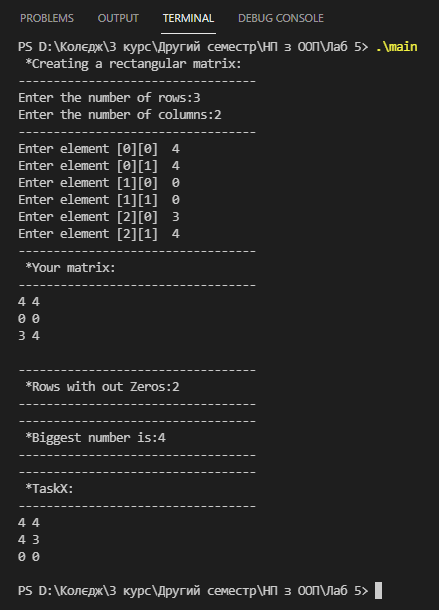 PROBLEMS OUTPUT TERMINAL DEBUG CONSOLE
PS D:\Колєдж\3 курс\Другий семестр\НП з ООП\Лаб 5> .\main
*Creating a rectangular matrix:
----------------------------------
Enter the number of rows:3
Enter the number of columns:2
----------------------------------
Enter element [0][0]  4
Enter element [0][1]  4
Enter element [1][0]  0
Enter element [1][1]  0
Enter element [2][0]  3
Enter element [2][1]  4
----------------------------------
*Your matrix:
----------------------------------
4 4
0 0
3 4
----------------------------------
*Rows with out Zeros:2
----------------------------------
----------------------------------
*Biggest number is:4
----------------------------------
----------------------------------
*TaskX:
----------------------------------
4 4
4 3
0 0
PS D:\Колєдж\3 курс\Другий семестр\НП з ООП\Лаб 5>